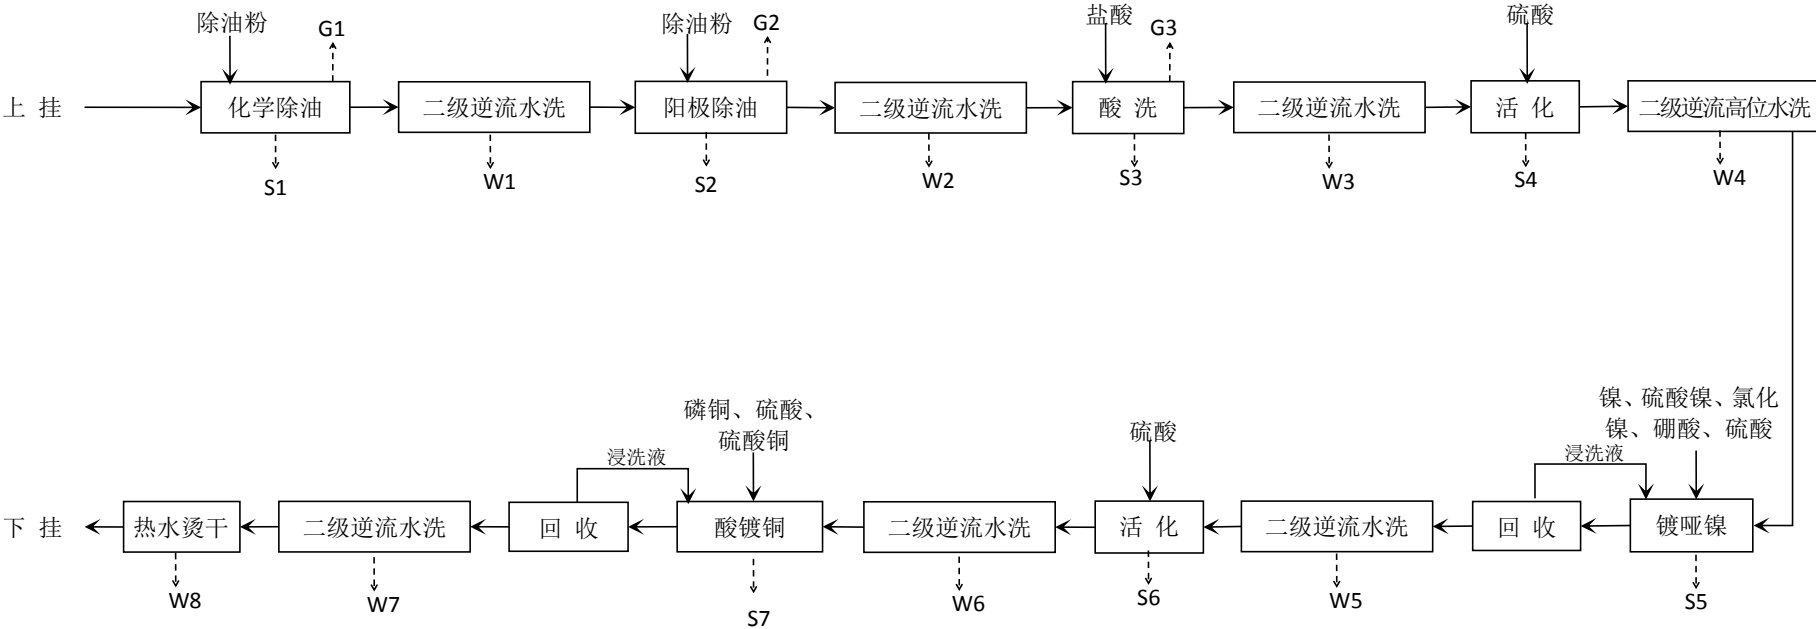 除油粉
G1
除油粉
G2
盐酸
G3
硫酸
上 挂
化学除油
二级逆流水洗
阳极除油
二级逆流水洗
酸 洗
二级逆流水洗
活 化
二级逆流高位水洗
S1
W1
S2
W2
S3
W3
S4
W4
镍、硫酸镍、氯化
镍、硼酸、硫酸
浸洗液
硫酸
磷铜、硫酸、
硫酸铜
浸洗液
镀哑镍
回 收
二级逆流水洗
活 化
二级逆流水洗
酸镀铜
回 收
二级逆流水洗
热水烫干
下 挂
S5
W5
S6
W6
S7
W7
W8